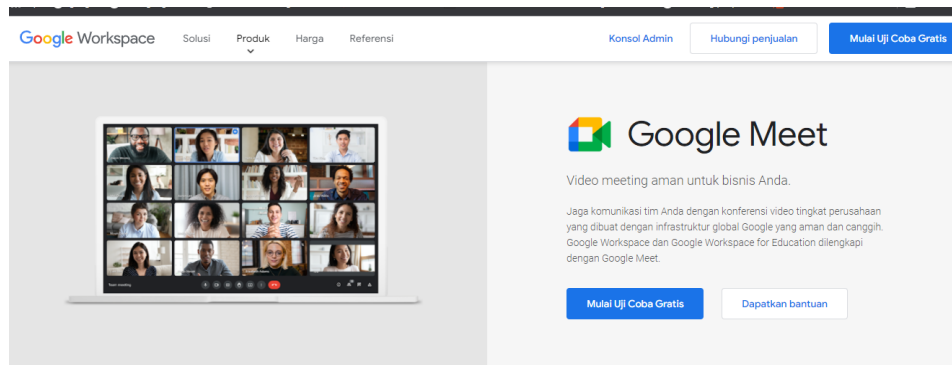 Google Workspace
Solusi
Produk
Harga
Referensi
Konsol Admin
Hubungi penjualan
Mulai Uji Coba Gratis
Google Meet
Video meeting aman untuk bisnis Anda.
Jaga komunikasi tim Anda dengan konferensi video tingkat perusahaan
yang dibuat dengan infrastruktur global Google yang aman dan canggih.
Google Workspace dan Google Workspace for Education dilengkapi
dengan Google Meet.
Mulai Uji Coba Gratis
Dapatkan bantuan
Team meeting